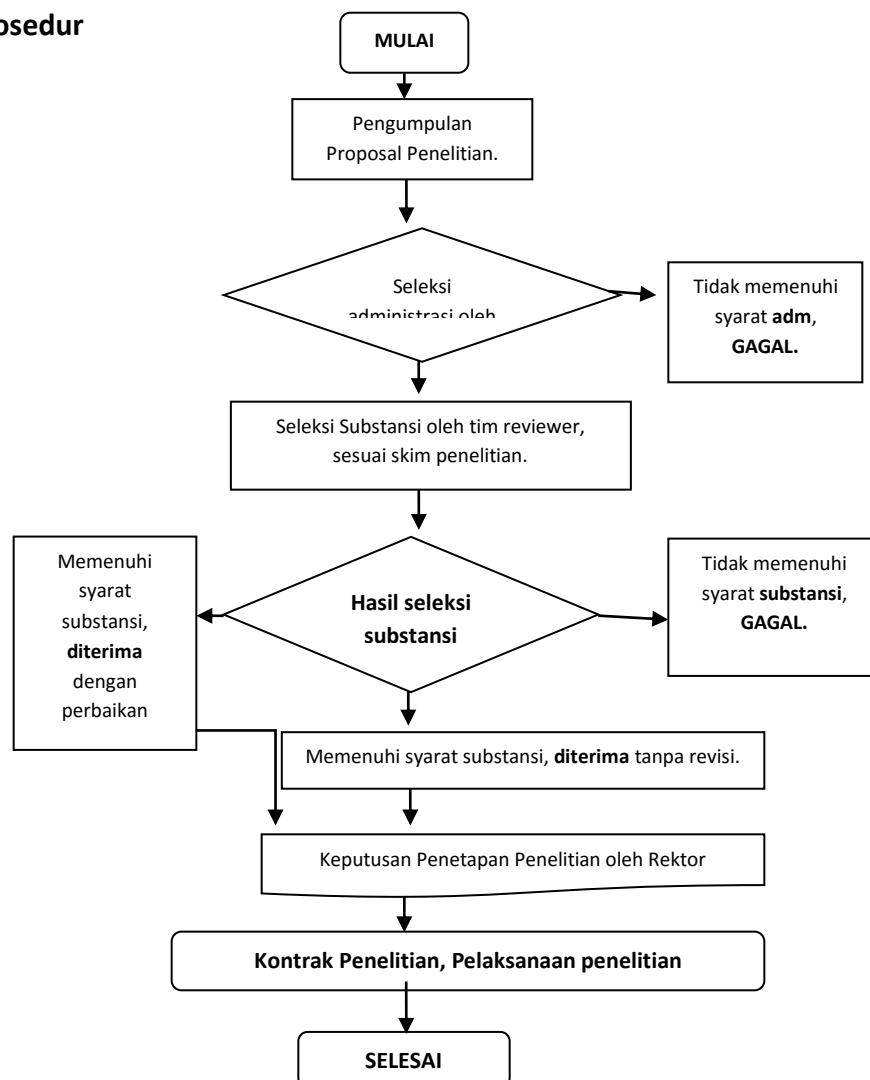 osedur
MULAI
Pengumpulan
Proposal Penelitian.
Seleksi
administrasi oleh
Tidak memenuhi
syarat adm,
GAGAL.
Seleksi Substansi oleh tim reviewer,
sesuai skim penelitian.
Memenuhi
syarat
substansi,
diterima
dengan
perbaikan
Hasil seleksi
substansi
Tidak memenuhi
syarat substansi,
GAGAL.
Memenuhi syarat substansi, diterima tanpa revisi.
Keputusan Penetapan Penelitian oleh Rektor
Kontrak Penelitian, Pelaksanaan penelitian
SELESAI